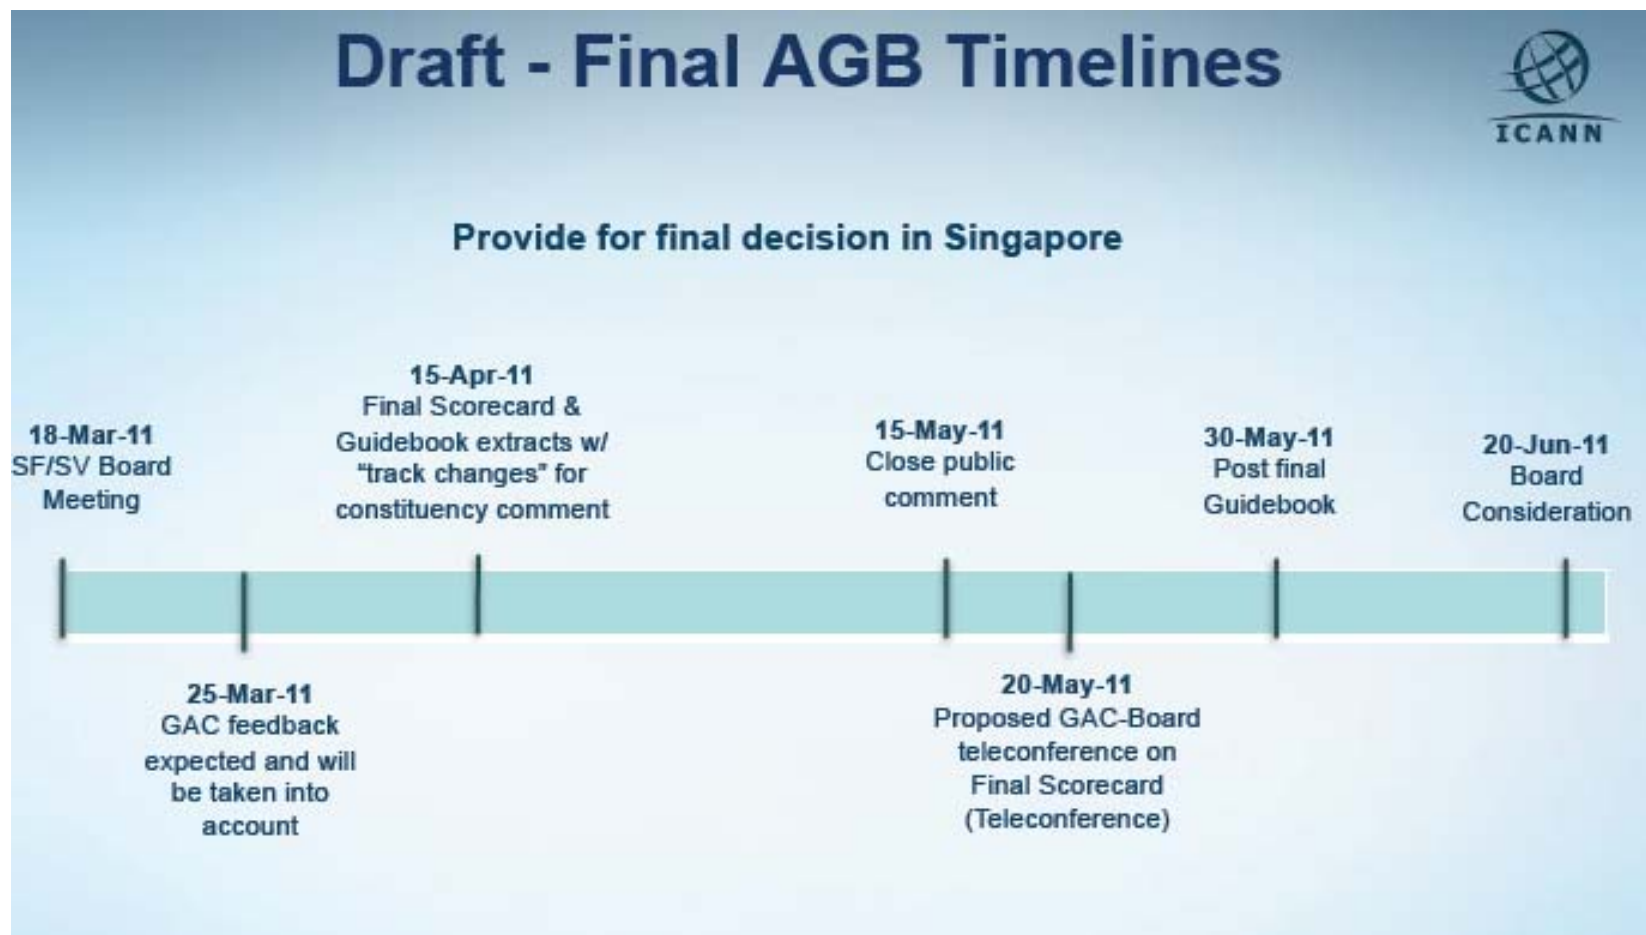 Draft - Final AGB Timelines
ICANN
Provide for final decision in Singapore
18-Mar-11
SF/SV Board
Meeting
15-Apr-11
Final Scorecard &
Guidebook extracts w/
“track changes” for
constituency comment
15-May-11
Close public
comment
30-May-11
Post final
Guidebook
20-Jun-11
Board
Consideration
25-Mar-11
GAC feedback
expected and will
be taken into
account
20-May-11
Proposed GAC-Board
teleconference on
Final Scorecard
(Teleconference)